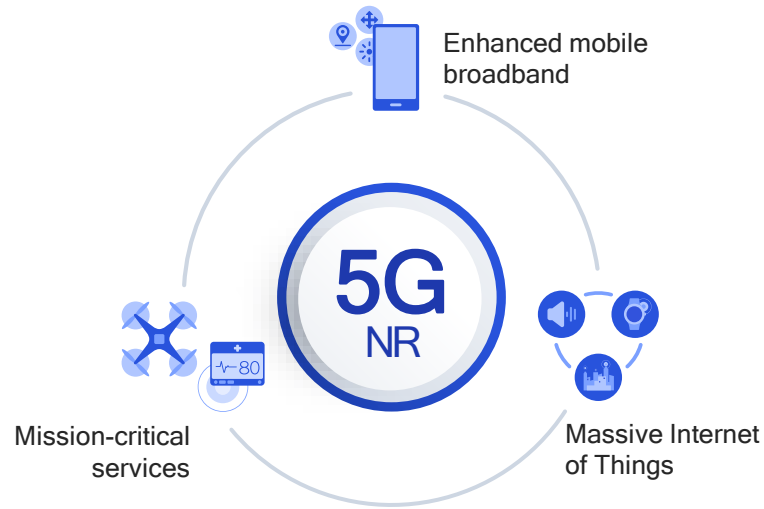 Enhanced mobile
broadband
5G
NR
80
Mission-critical
services
Massive Internet
of Things